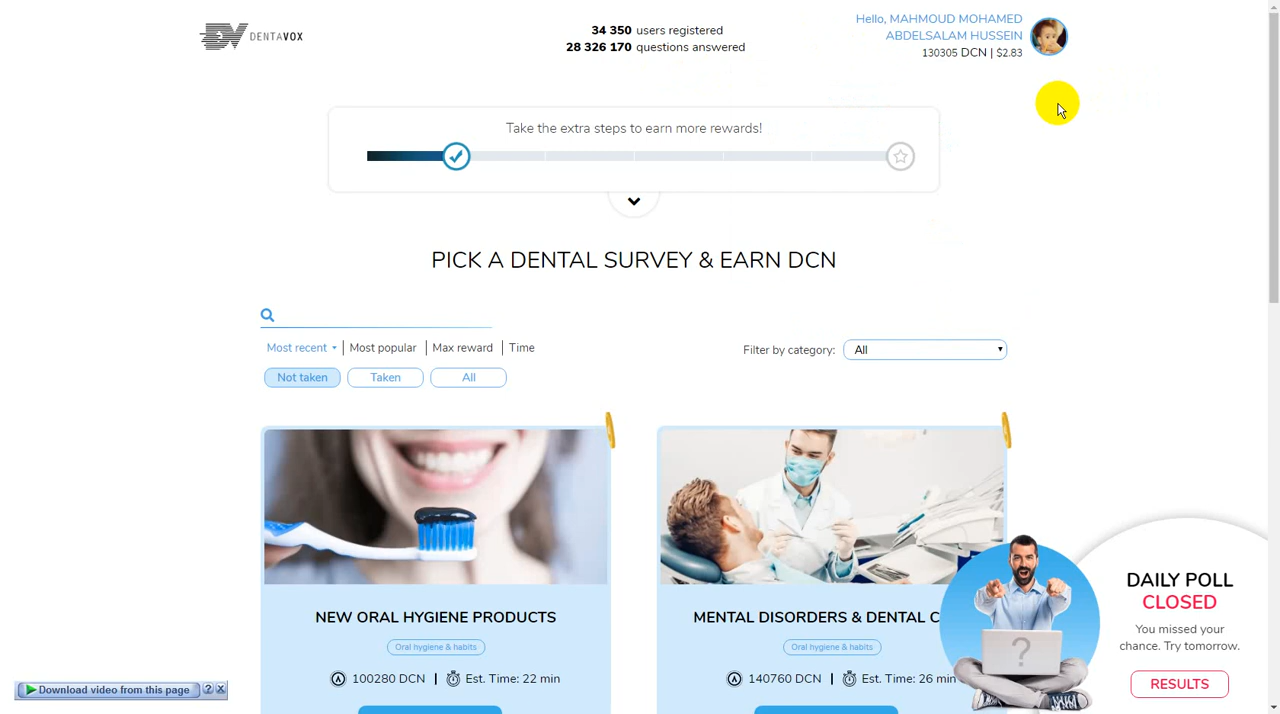 DENTAVOX
34 350 users registered
28 326 170 questions answered
Hello, MAHMOUD MOHAMED
ABDELSALAM HUSSEIN
130305 DCN | $2.83
Take the extra steps to earn more rewards!
PICK A DENTAL SURVEY & EARN DCN
Most recent | Most popular | Max reward | Time
Filter by category: All
Not taken Taken All
NEW ORAL HYGIENE PRODUCTS
Oral hygiene & habits
100280 DCN | Est. Time: 22 min
MENTAL DISORDERS & DENTAL C
Oral hygiene & habits
140760 DCN | Est. Time: 26 min
?
DAILY POLL
CLOSED
You missed your
chance. Try tomorrow.
RESULTS
Download video from this page ? X